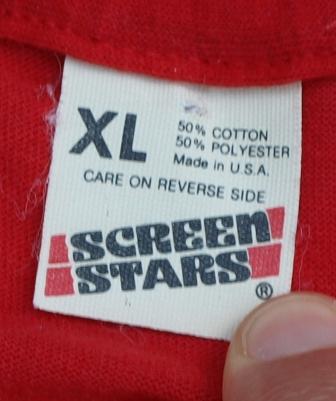 XL
50% COTTON
50% POLYESTER
Made in U.S.A.
CARE ON REVERSE SIDE
SCREEN
STARS
®